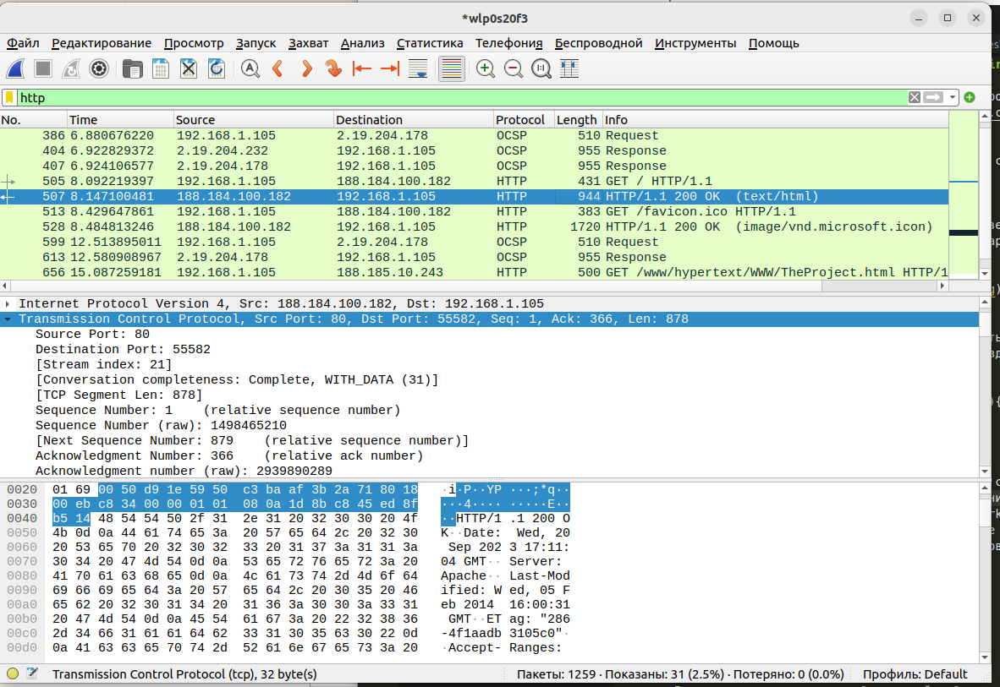 *wlp0s20f3
Файл Редактирование Просмотр Запуск Захват Анализ Статистика Телефония Беспроводной Инструменты Помощь
http
No. Time Source Destination Protocol Length Info
386 6.880676220 192.168.1.105 2.19.204.178 OCSP 510 Request
404 6.922829372 2.19.204.232 192.168.1.105 OCSP 955 Response
407 6.924106577 2.19.204.178 192.168.1.105 OCSP 955 Response
505 8.092219397 192.168.1.105 188.184.100.182 HTTP 431 GET / HTTP/1.1
507 8.147100481 188.184.100.182 192.168.1.105 HTTP 944 HTTP/1.1 200 OK (text/html)
513 8.429647861 192.168.1.105 188.184.100.182 HTTP 383 GET /favicon.ico HTTP/1.1
528 8.484813246 188.184.100.182 192.168.1.105 HTTP 1720 HTTP/1.1 200 OK (image/vnd.microsoft.icon)
599 12.513895011 192.168.1.105 2.19.204.178 OCSP 510 Request
613 12.580908967 2.19.204.178 192.168.1.105 OCSP 955 Response
656 15.087259181 192.168.1.105 188.185.10.243 HTTP 500 GET /www/hypertext/WWW/TheProject.html HTTP/1
Internet Protocol Version 4, Src: 188.184.100.182, Dst: 192.168.1.105
Transmission Control Protocol, Src Port: 80, Dst Port: 55582, Seq: 1, Ack: 366, Len: 878
Source Port: 80
Destination Port: 55582
[Stream index: 21]
[Conversation completeness: Complete, WITH_DATA (31)]
[TCP Segment Len: 878]
Sequence Number: 1 (relative sequence number)
Sequence Number (raw): 1498465210
[Next Sequence Number: 879 (relative sequence number)]
Acknowledgment Number: 366 (relative ack number)
Acknowledgment number (raw): 2939890289
0020 01 69 00 50 d9 1e 59 50 c3 ba af 3b 2a 71 80 18 ·i·P··YP ···;*q··
0030 00 eb c8 34 00 00 01 01 08 0a 1d 8b c8 45 ed 8f ···4···· ·····E··
0040 b5 14 48 54 54 50 2f 31 2e 31 20 32 30 30 20 4f ··HTTP/1 .1 200 O
0050 4b 0d 0a 44 61 74 65 3a 20 57 65 64 2c 20 32 30 K··Date: Wed, 20
0060 20 53 65 70 20 32 30 32 33 20 31 37 3a 31 31 3a Sep 202 3 17:11:
0070 30 34 20 47 4d 54 0d 0a 53 65 72 76 65 72 3a 20 04 GMT·· Server:
0080 41 70 61 63 68 65 0d 0a 4c 61 73 74 2d 4d 6f 64 Apache·· Last-Mod
0090 69 66 69 65 64 3a 20 57 65 64 2c 20 30 35 20 46 ified: W ed, 05 F
00a0 65 62 20 32 30 31 34 20 31 36 3a 30 30 3a 33 31 eb 2014 16:00:31
00b0 20 47 4d 54 0d 0a 45 54 61 67 3a 20 22 32 38 36 GMT··ET ag: "286
00c0 2d 34 66 31 61 61 64 62 33 31 30 35 63 30 22 0d -4f1aadb 3105c0"·
00d0 0a 41 63 63 65 70 74 2d 52 61 6e 67 65 73 3a 20 ·Accept- Ranges:
Transmission Control Protocol (tcp), 32 byte(s) Пакеты: 1259 · Показаны: 31 (2.5%) · Потеряно: 0 (0.0%) Профиль: Default